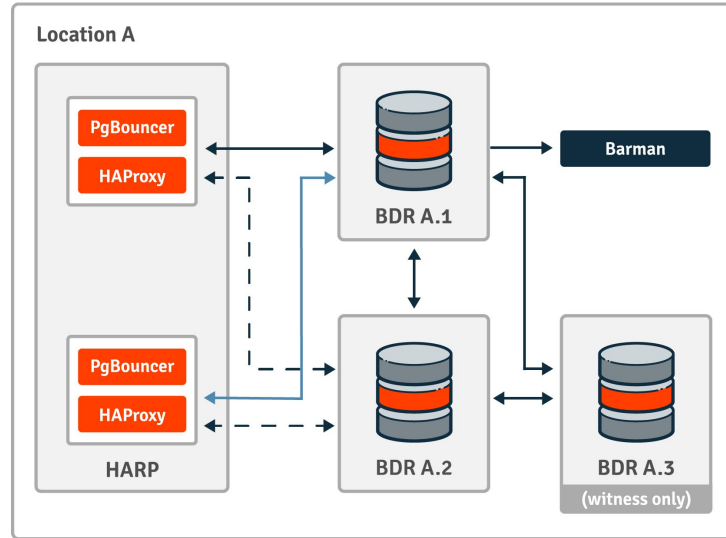 Location A
PgBouncer
HAProxy
PgBouncer
HAProxy
HARP
BDR A.1
Barman
BDR A.2
BDR A.3
(witness only)